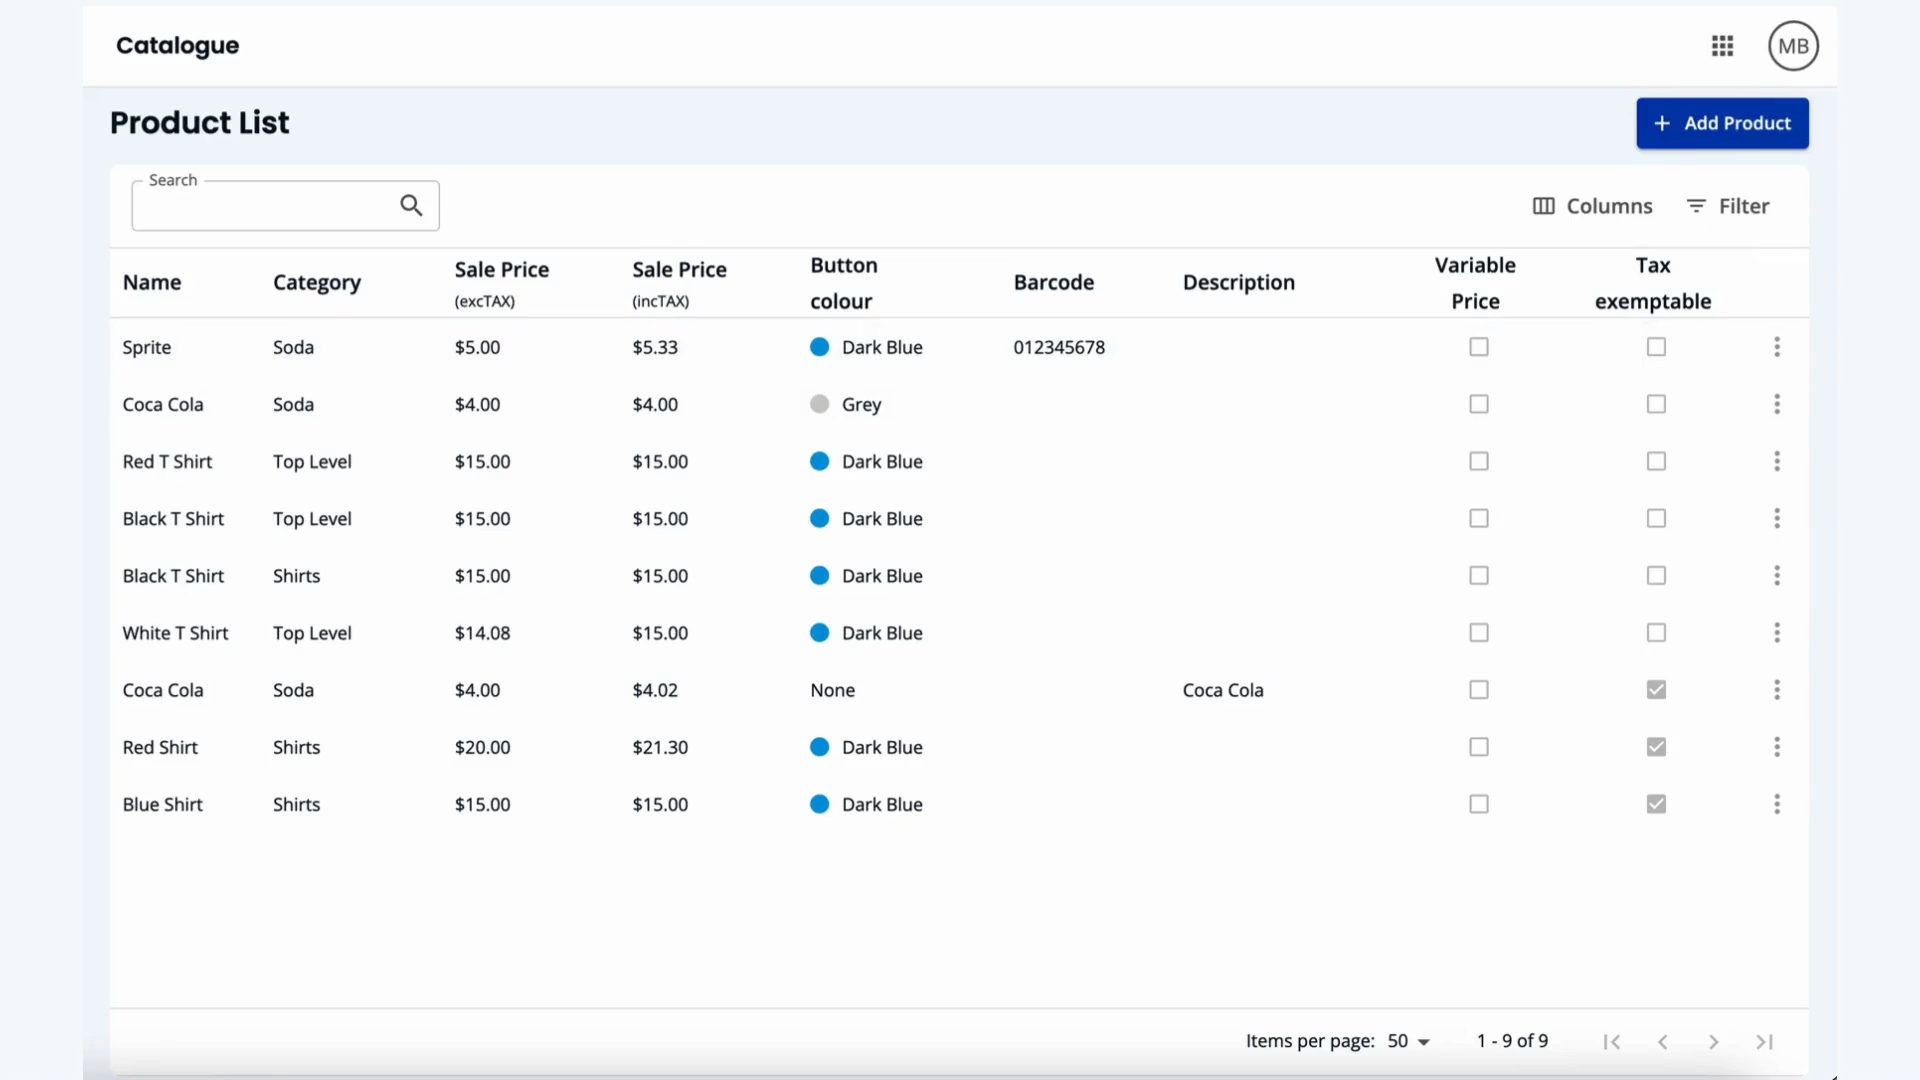 Catalogue
MB
Product List
+ Add Product
Search
Columns
Filter
Name Category Sale Price (excTAX) Sale Price (incTAX) Button colour Barcode Description Variable Price Tax exemptable
Sprite Soda $5.00 $5.33 Dark Blue 012345678
Coca Cola Soda $4.00 $4.00 Grey
Red T Shirt Top Level $15.00 $15.00 Dark Blue
Black T Shirt Top Level $15.00 $15.00 Dark Blue
Black T Shirt Shirts $15.00 $15.00 Dark Blue
White T Shirt Top Level $14.08 $15.00 Dark Blue
Coca Cola Soda $4.00 $4.02 None Coca Cola
Red Shirt Shirts $20.00 $21.30 Dark Blue
Blue Shirt Shirts $15.00 $15.00 Dark Blue
Items per page: 50 1 - 9 of 9